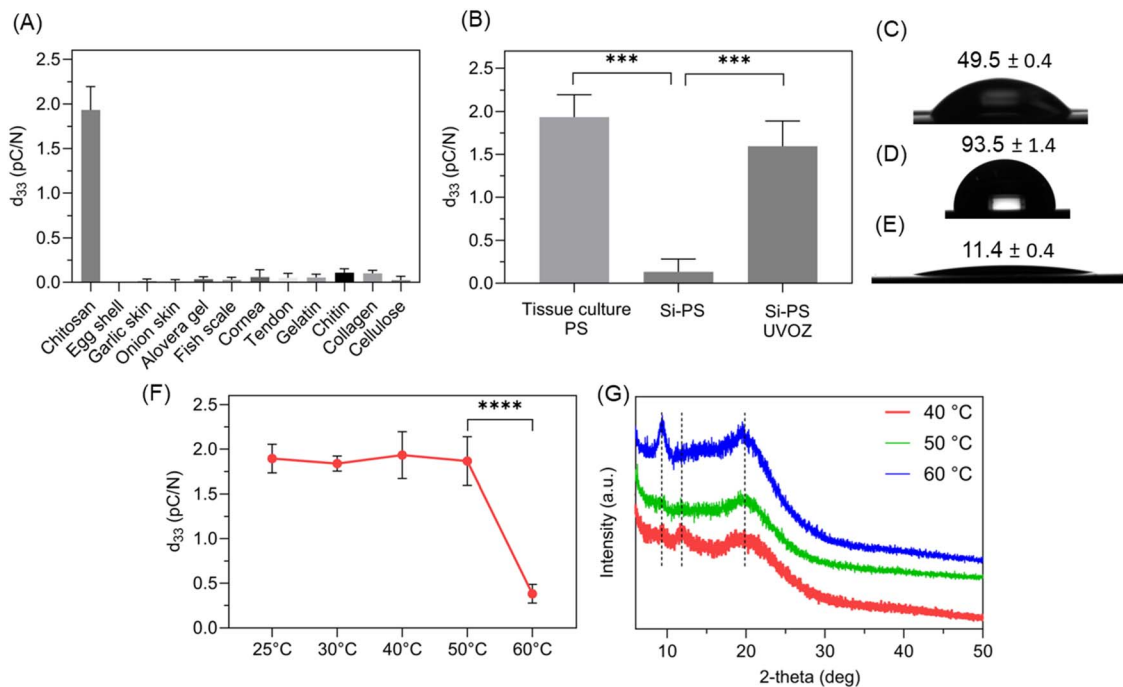 (A)
d33 (pC/N)
2.5
2.0
1.5
1.0
0.5
0.0
Chitosan
Egg shell
Garlic skin
Onion skin
Alovera gel
Fish scale
Cornea
Tendon
Gelatin
Chitin
Collagen
Cellulose
(B)
d33 (pC/N)
2.5
2.0
1.5
1.0
0.5
0.0
***
***
Tissue culture
PS
Si-PS
Si-PS
UVOZ
(C)
49.5 ± 0.4
(D)
93.5 ± 1.4
(E)
11.4 ± 0.4
(F)
d33 (pC/N)
2.5
2.0
1.5
1.0
0.5
0.0
****
25°C
30°C
40°C
50°C
60°C
(G)
Intensity (a.u.)
40 °C
50 °C
60 °C
10
20
30
40
50
2-theta (deg)